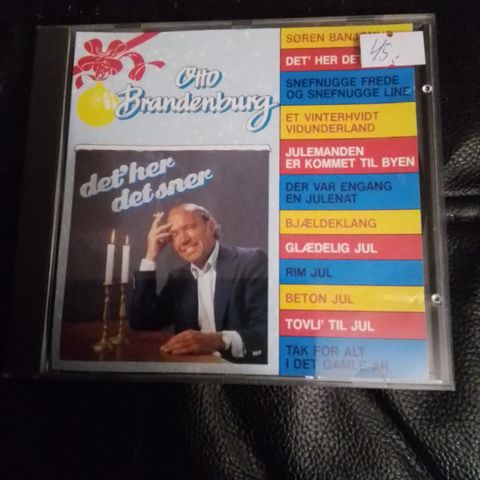 Otto
Brandenburg
det' her
det sner
SØREN
45,-
DET' HER
SNEFNUGGE FREDE
OG SNEFNUGGE LINE
ET VINTERHVIDT
VIDUNDERLAND
JULEMANDEN
ER KOMMET TIL BYEN
DER VAR ENGANG
EN JULENAT
BJÆLDEKLANG
GLÆDELIG JUL
RIM JUL
BETON JUL
TOVLI' TIL JUL
TAK FOR ALT
I DET GAMLE ÅR